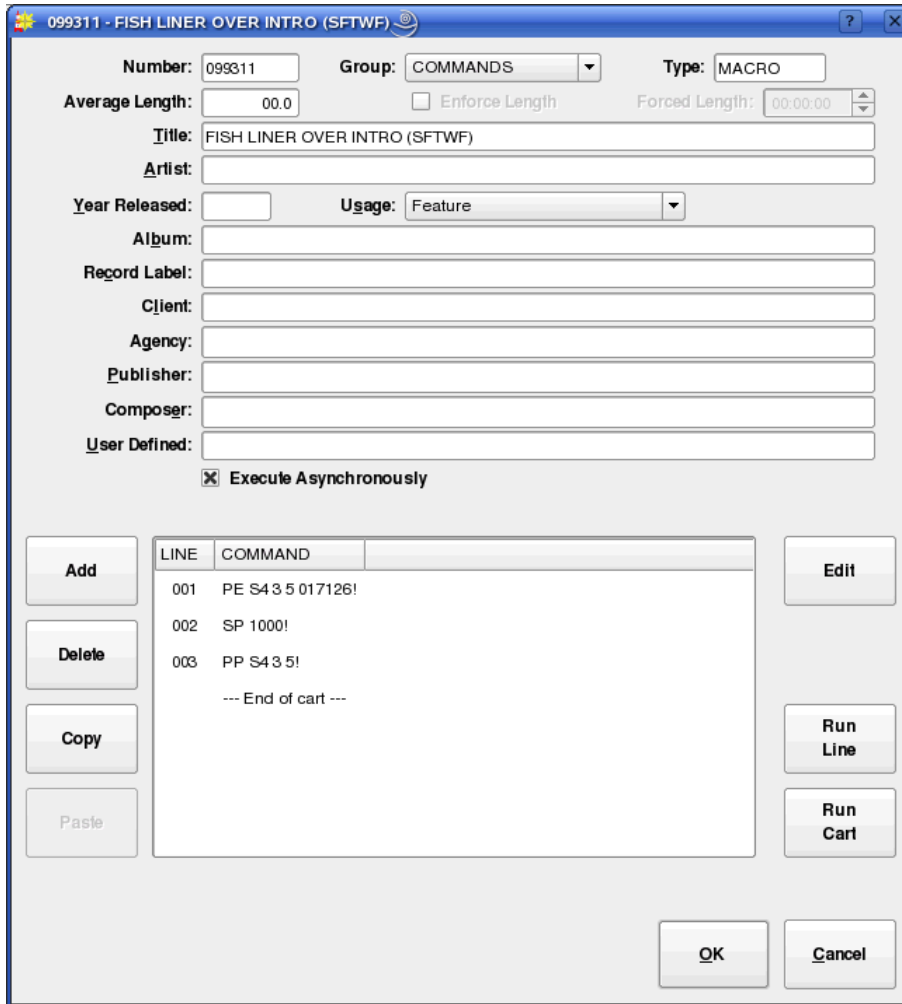 099311 - FISH LINER OVER INTRO (SFTWF)
?
X
Number: 099311 Group: COMMANDS Type: MACRO
Average Length: 00.0 Enforce Length Forced Length: 00:00:00
Title: FISH LINER OVER INTRO (SFTWF)
Artist:
Year Released: Usage: Feature
Album:
Record Label:
Client:
Agency:
Publisher:
Composer:
User Defined:
Execute Asynchronously
LINE COMMAND
001 PE S4 3 5 017126!
002 SP 1000!
003 PP S4 3 5!
--- End of cart ---
Add
Delete
Copy
Paste
Edit
Run
Line
Run
Cart
OK
Cancel